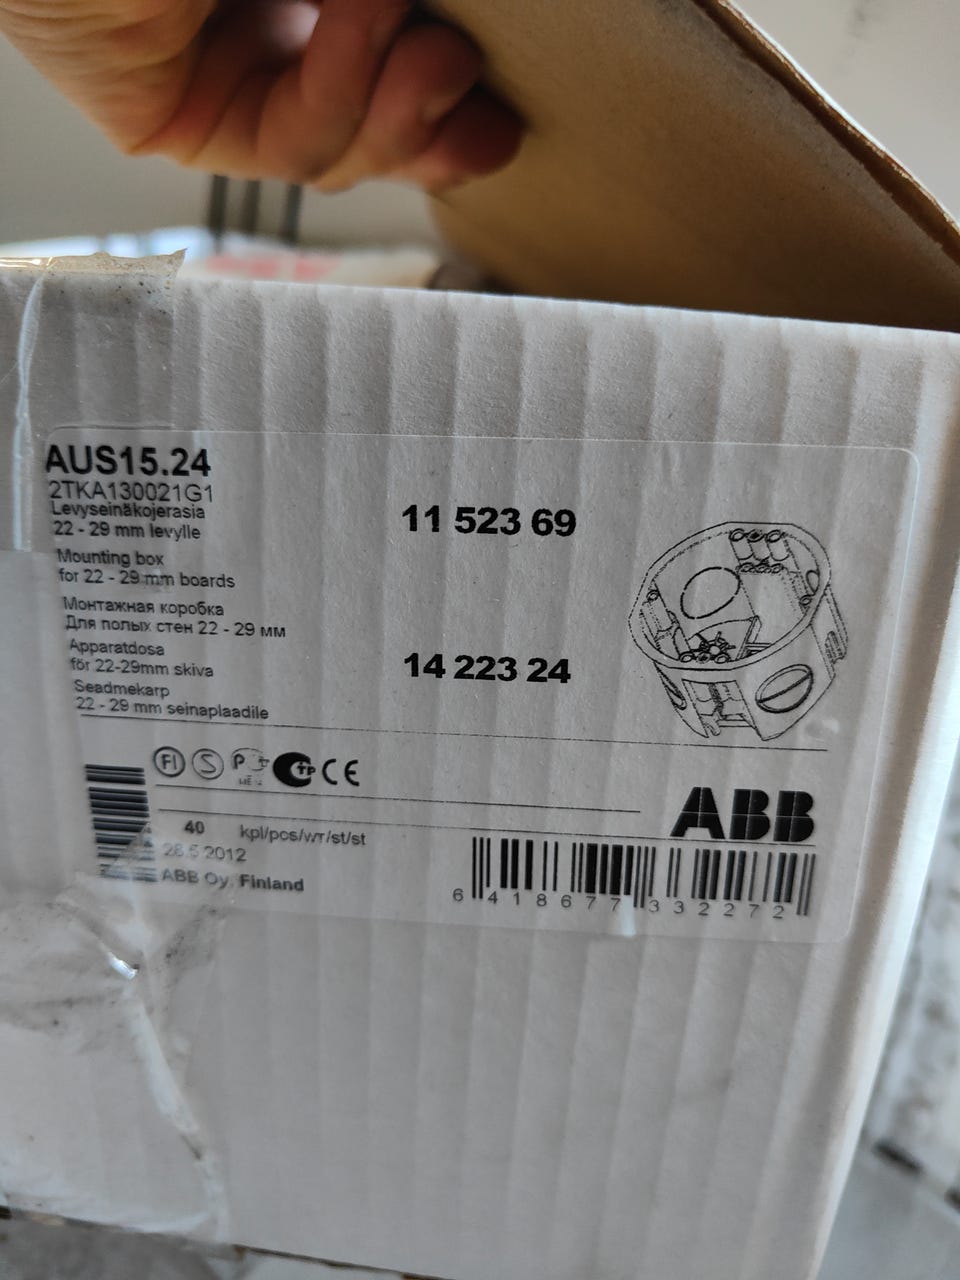 AUS15.24
2TKA130021G1
Levyseinäkojerasia
22 - 29 mm levylle
Mounting box
for 22 - 29 mm boards
Монтажная коробка
Для полых стен 22 - 29 мм
Apparatdosa
för 22-29mm skiva
Seadmekarp
22 - 29 mm seinaplaadile
11 523 69
14 223 24
FI S CE
ABB
40 kpl/pcs/шт/st/st
28.5 2012
ABB Oy, Finland
6 418677 332272